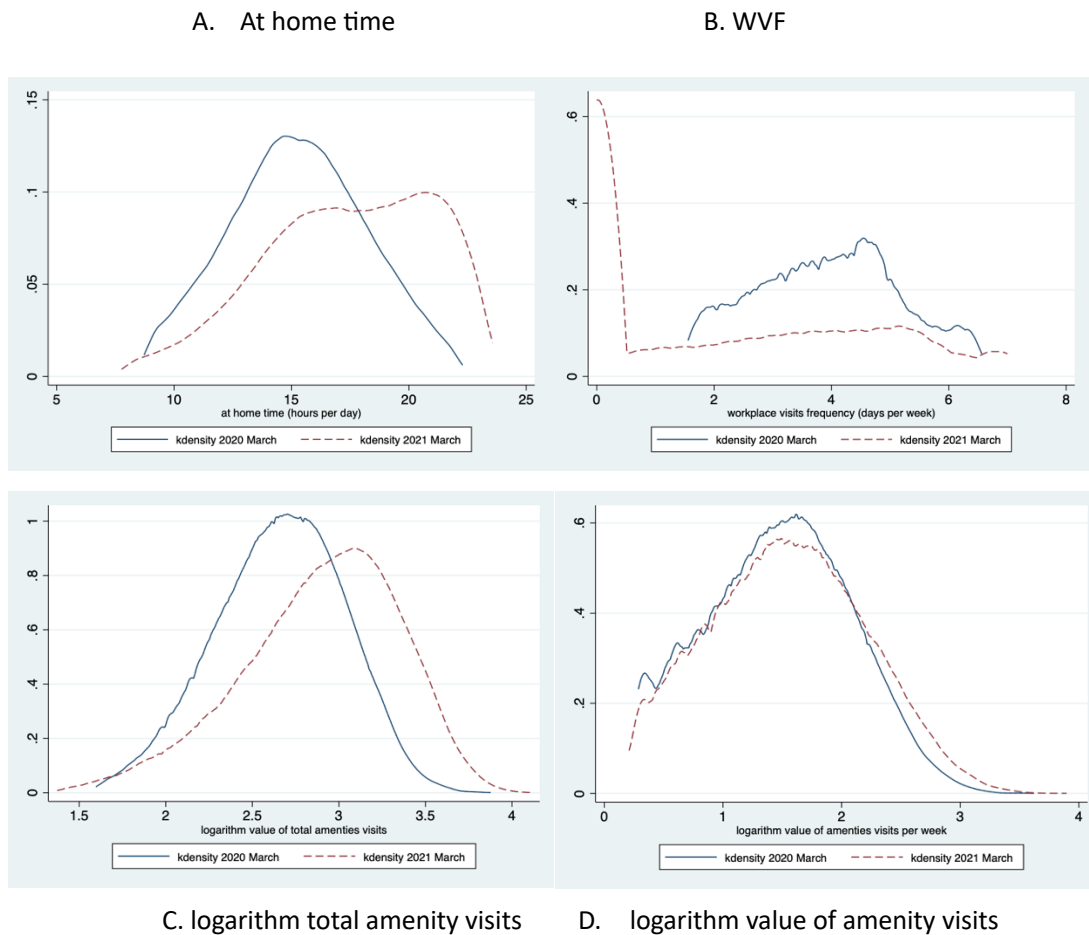 A. At home time
B. WVF
.15
.1
.05
0
5 10 15 20 25
at home time (hours per day)
kdensity 2020 March kdensity 2021 March
.6
.4
.2
0
0 2 4 6 8
workplace visits frequency (days per week)
kdensity 2020 March kdensity 2021 March
1
.8
.6
.4
.2
0
1.5 2 2.5 3 3.5 4
logarithm value of total amenties visits
kdensity 2020 March kdensity 2021 March
.6
.4
.2
0
0 1 2 3 4
logarithm value of amenties visits per week
kdensity 2020 March kdensity 2021 March
C. logarithm total amenity visits
D. logarithm value of amenity visits